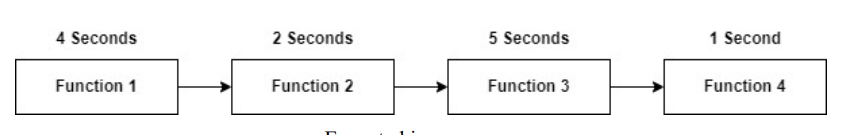 4 Seconds 2 Seconds 5 Seconds 1 Second
Function 1 Function 2 Function 3 Function 4